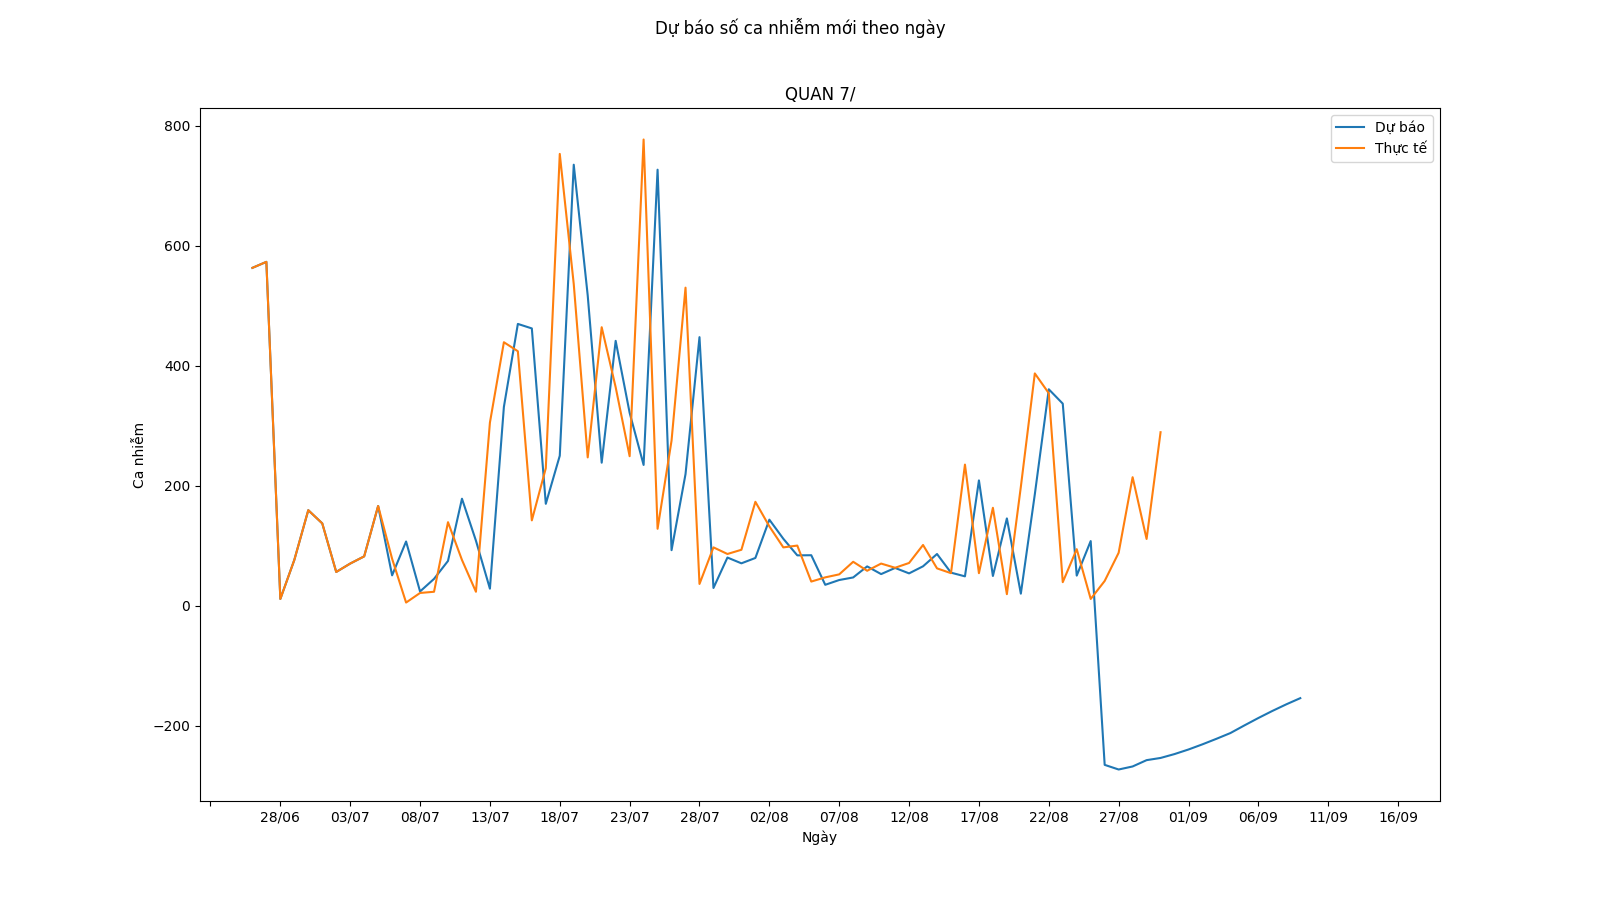 Dự báo số ca nhiễm mới theo ngày
QUAN 7/
Dự báo
Thực tế
800
600
400
200
0
−200
Ca nhiễm
28/06 03/07 08/07 13/07 18/07 23/07 28/07 02/08 07/08 12/08 17/08 22/08 27/08 01/09 06/09 11/09 16/09
Ngày